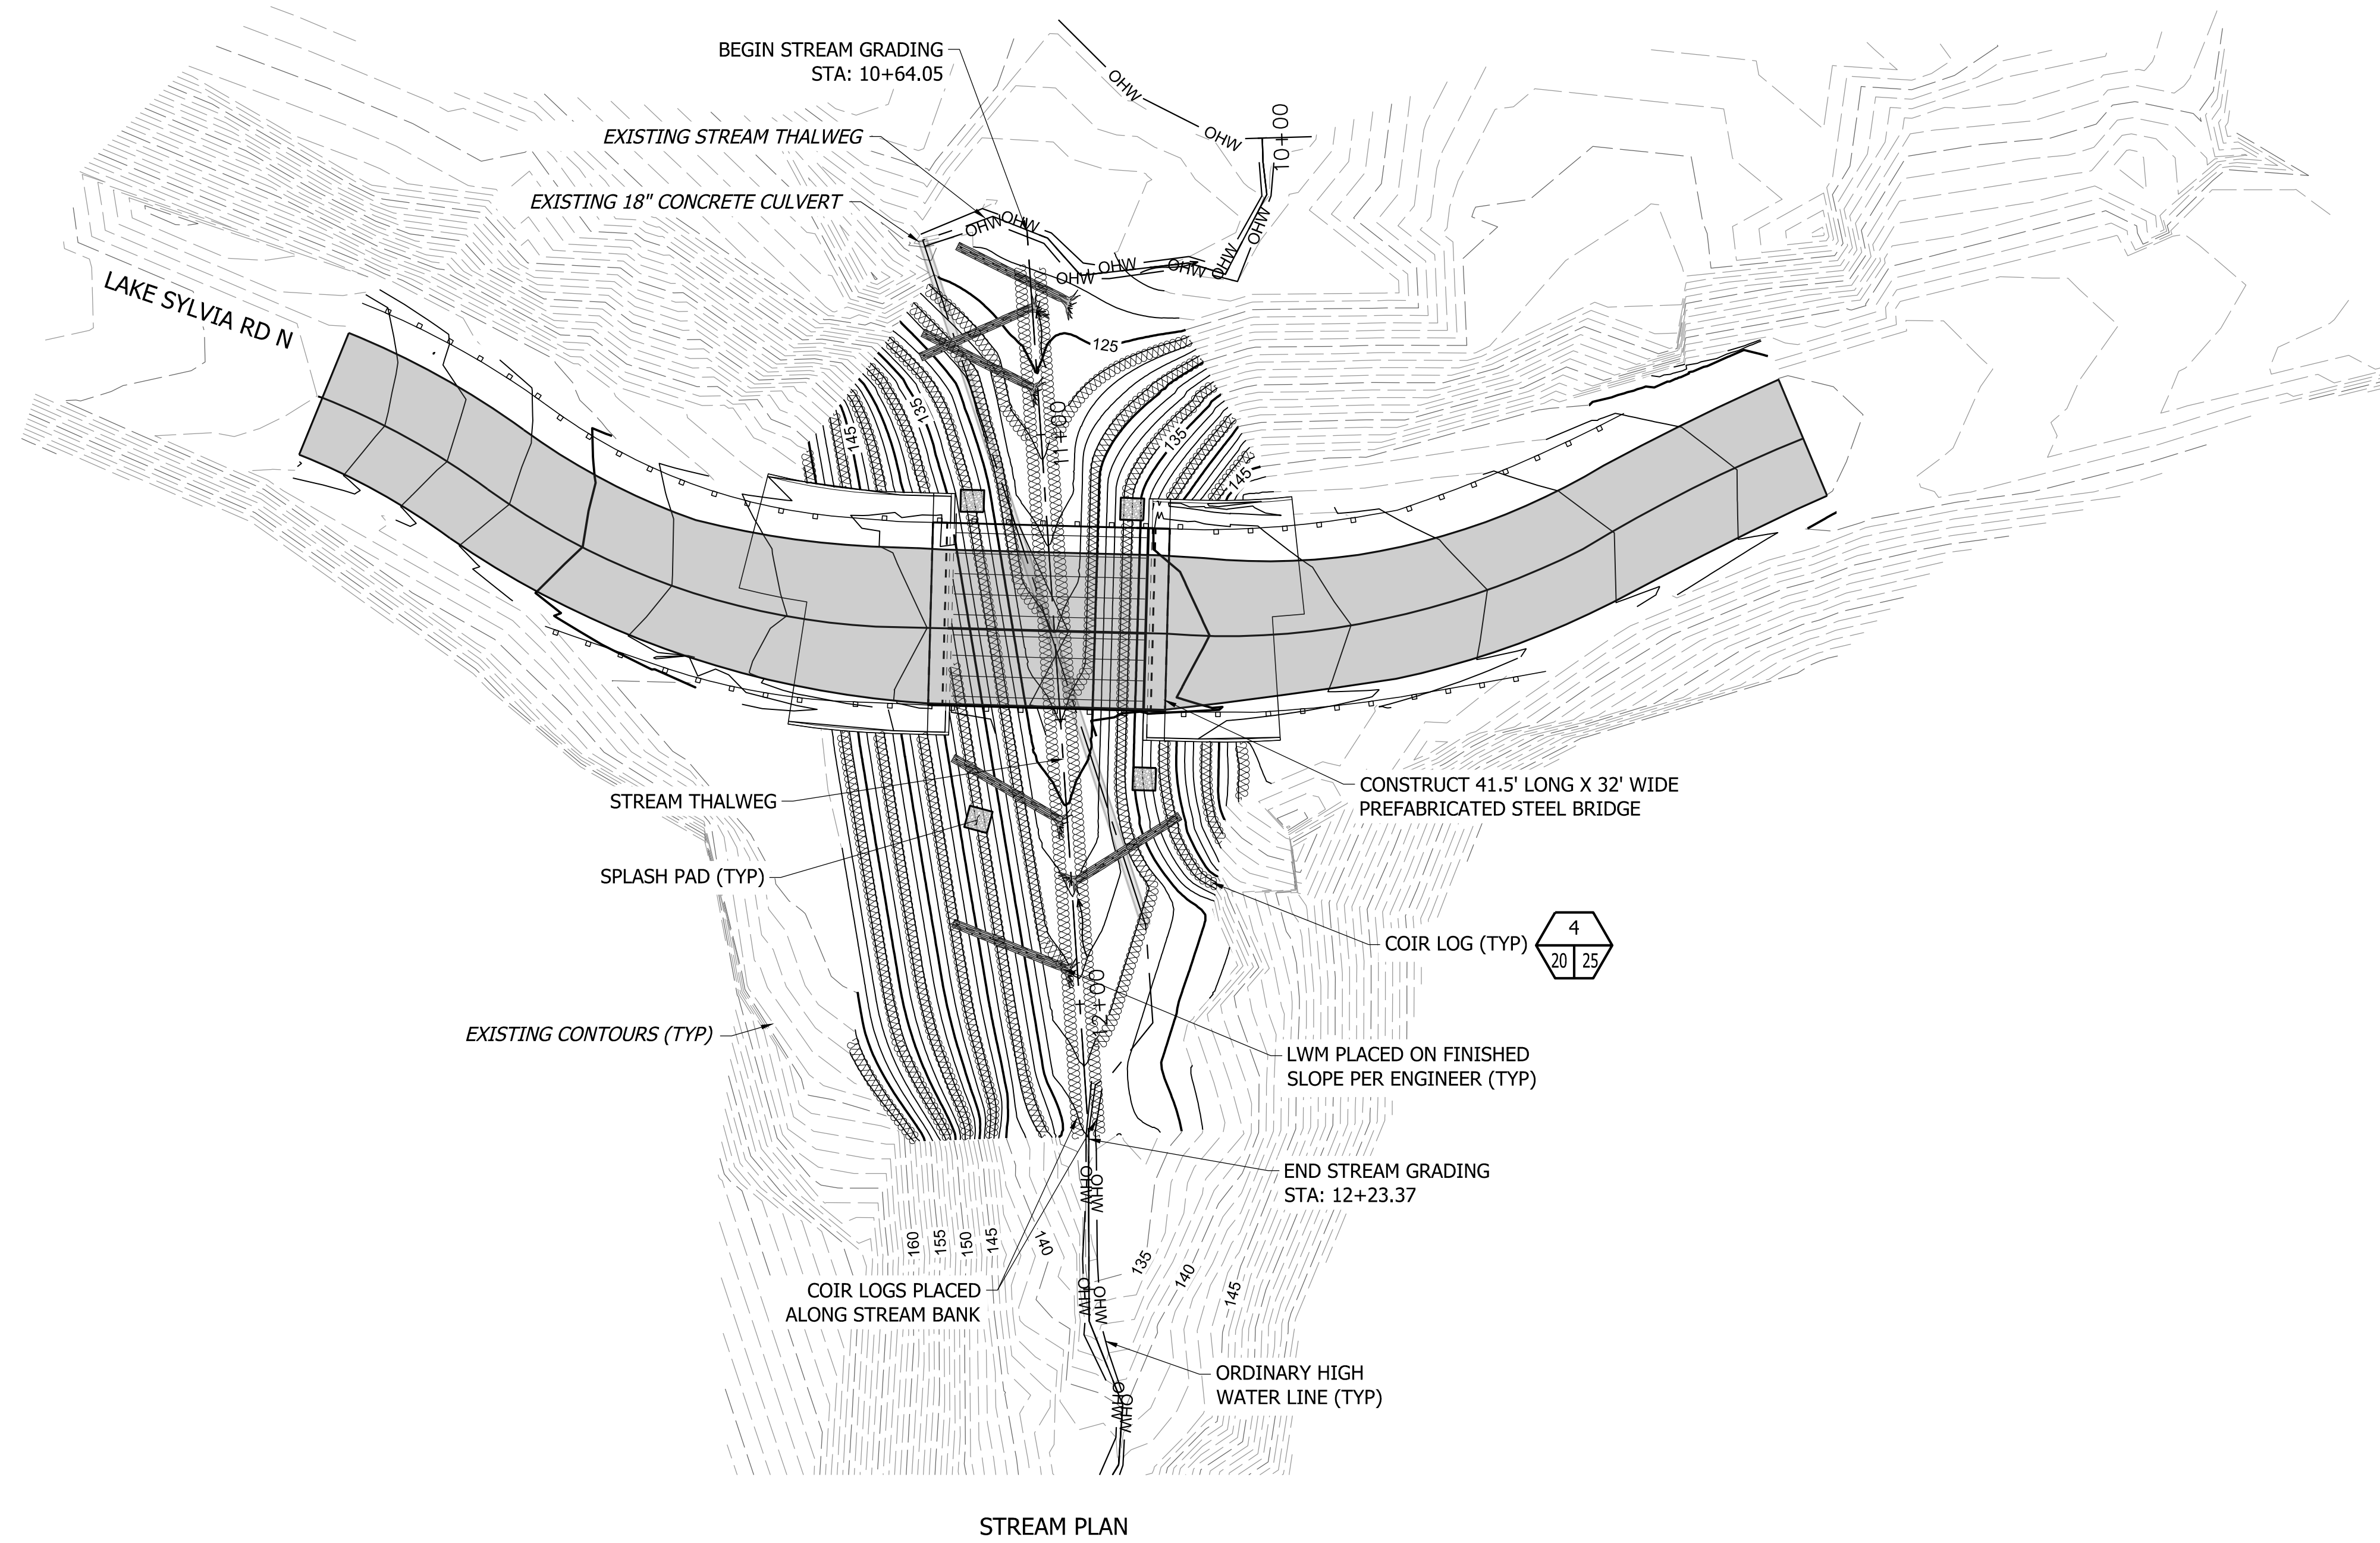 BEGIN STREAM GRADING
STA: 10+64.05
OHW
10+00
OHW
EXISTING STREAM THALWEG
EXISTING 18" CONCRETE CULVERT
OHW
OHW
OHW
OHW
OHW
OHW
OHW
OHW
LAKE SYLVIA RD N
125
135
145
11+00
135
145
STREAM THALWEG
CONSTRUCT 41.5' LONG X 32' WIDE
PREFABRICATED STEEL BRIDGE
SPLASH PAD (TYP)
COIR LOG (TYP)
4
20
25
12+00
EXISTING CONTOURS (TYP)
LWM PLACED ON FINISHED
SLOPE PER ENGINEER (TYP)
END STREAM GRADING
STA: 12+23.37
OHW
OHW
160
155
150
145
140
135
140
145
COIR LOGS PLACED
ALONG STREAM BANK
OHW
OHW
ORDINARY HIGH
WATER LINE (TYP)
OHW
OHW
STREAM PLAN